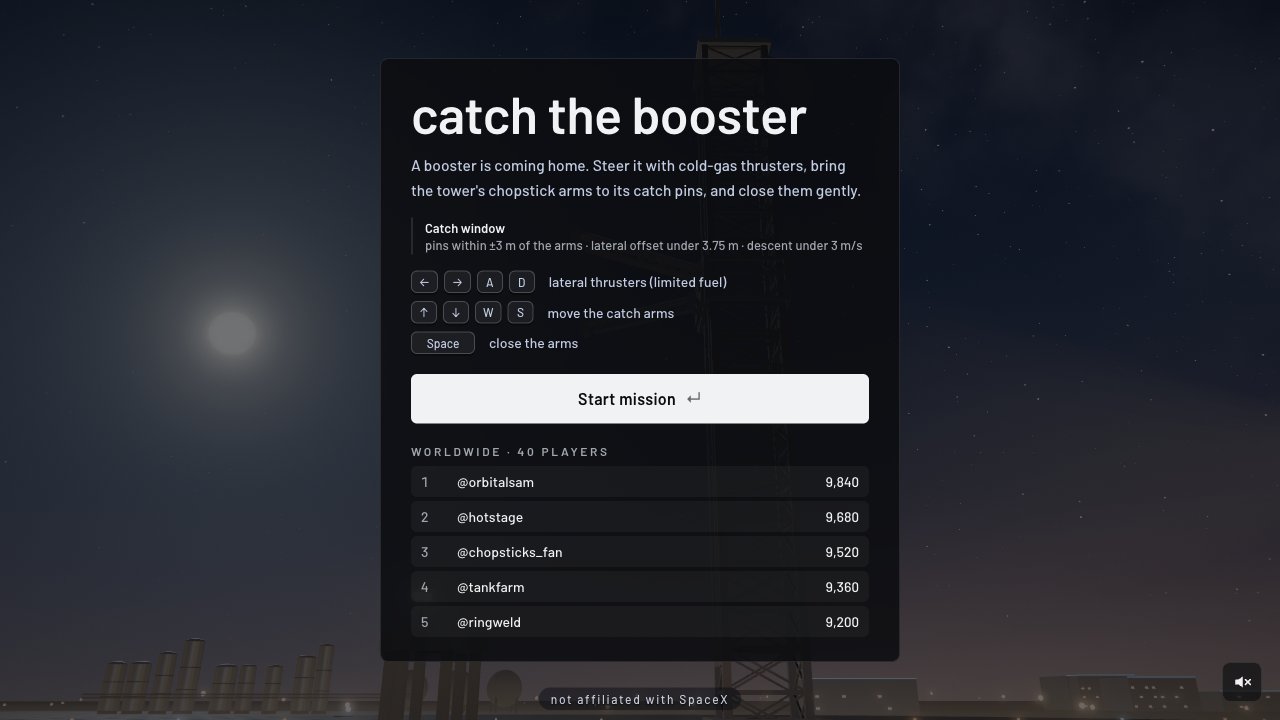 catch the booster
A booster is coming home. Steer it with cold-gas thrusters, bring
the tower's chopstick arms to its catch pins, and close them gently.
Catch window
pins within ±3 m of the arms · lateral offset under 3.75 m · descent under 3 m/s
← → A D lateral thrusters (limited fuel)
↑ ↓ W S move the catch arms
Space close the arms
Start mission ↵
WORLDWIDE · 40 PLAYERS
1 @orbitalsam 9,840
2 @hotstage 9,680
3 @chopsticks_fan 9,520
4 @tankfarm 9,360
5 @ringweld 9,200
not affiliated with SpaceX